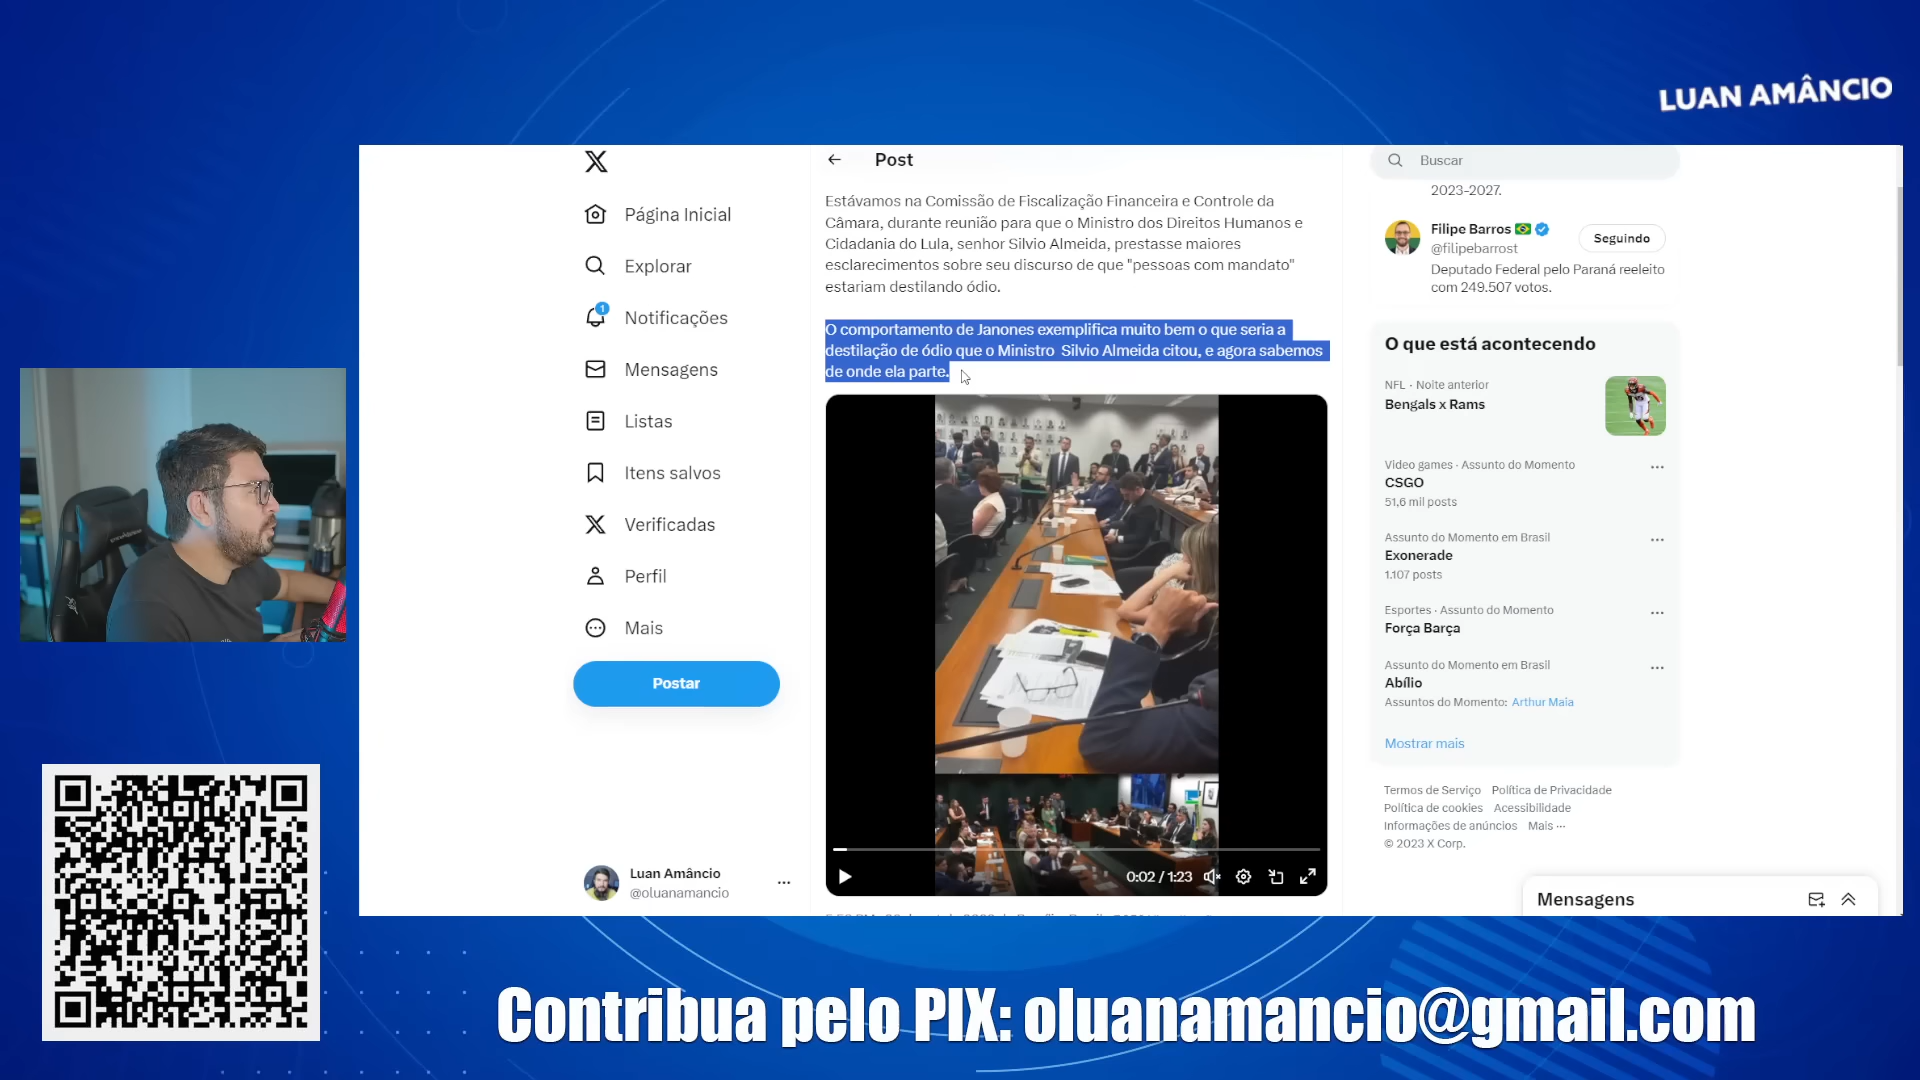 LUAN AMÂNCIO
Post
Buscar
Página Inicial
Explorar
1
Notificações
Mensagens
Listas
Itens salvos
Verificadas
Perfil
Mais
Postar
Luan Amâncio
@oluanamancio
Estávamos na Comissão de Fiscalização Financeira e Controle da
Câmara, durante reunião para que o Ministro dos Direitos Humanos e
Cidadania do Lula, senhor Silvio Almeida, prestasse maiores
esclarecimentos sobre seu discurso de que "pessoas com mandato"
estariam destilando ódio.
O comportamento de Janones exemplifica muito bem o que seria a
destilação de ódio que o Ministro Silvio Almeida citou, e agora sabemos
de onde ela parte.
0:02 / 1:23
2023-2027.
Filipe Barros
@filipebarrost
Seguindo
Deputado Federal pelo Paraná reeleito
com 249.507 votos.
O que está acontecendo
NFL · Noite anterior
Bengals x Rams
Video games · Assunto do Momento
CSGO
51,6 mil posts
Assunto do Momento em Brasil
Exonerade
1.107 posts
Esportes · Assunto do Momento
Força Barça
Assunto do Momento em Brasil
Abílio
Assuntos do Momento: Arthur Maia
Mostrar mais
Termos de Serviço Política de Privacidade
Política de cookies Acessibilidade
Informações de anúncios Mais ···
© 2023 X Corp.
Mensagens
Contribua pelo PIX: oluanamancio@gmail.com